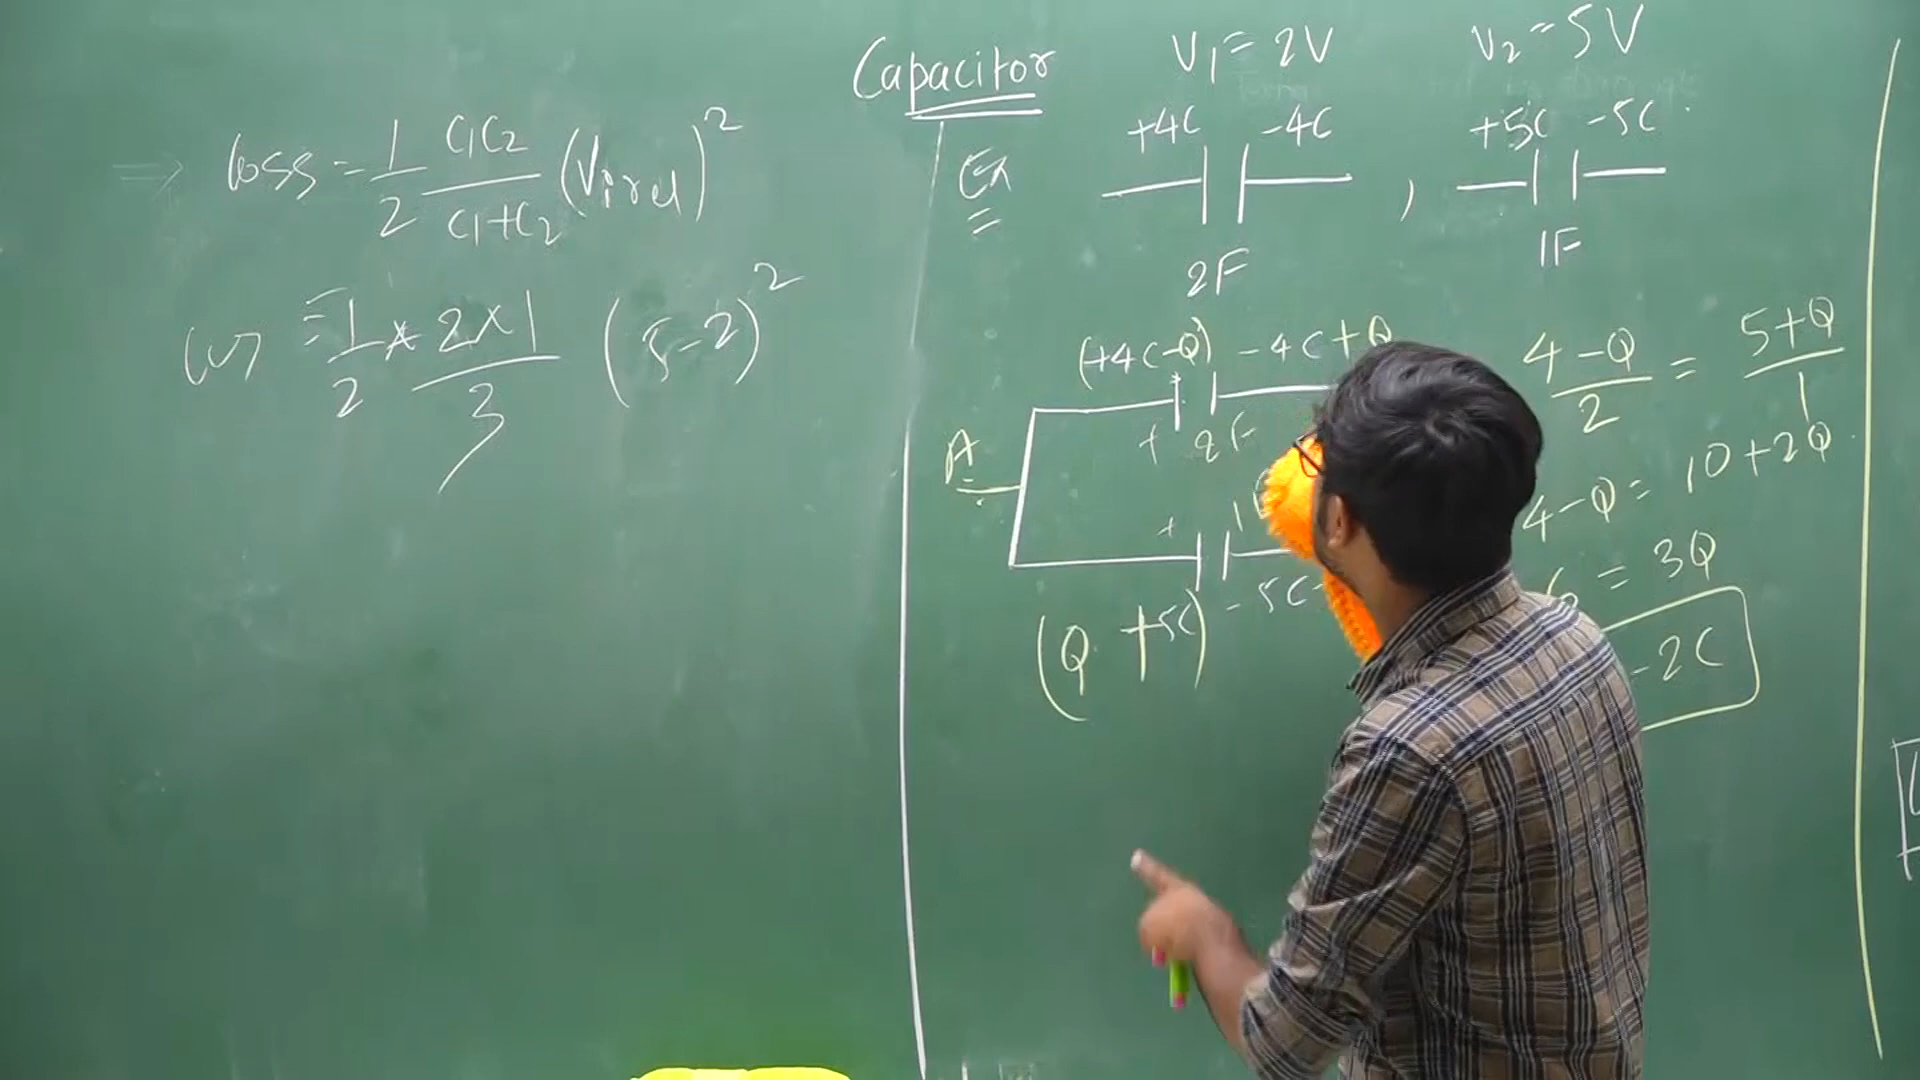 Capacitor
V₁ = 2V
V₂ = 5V
+4C -4C
+5C -5C
Ex
,
2F
1F
⇒ loss = 1/2 C₁C₂/(C₁+C₂) (Virel)²
= 1/2 × 2×1/3 (5-2)²
(+4C-Q) -4C+Q
+ 2F
A
+
(Q +5C) -5C
(4-Q)/2 = (5+Q)/1
4-Q = 10+2Q
= 3Q
-2C